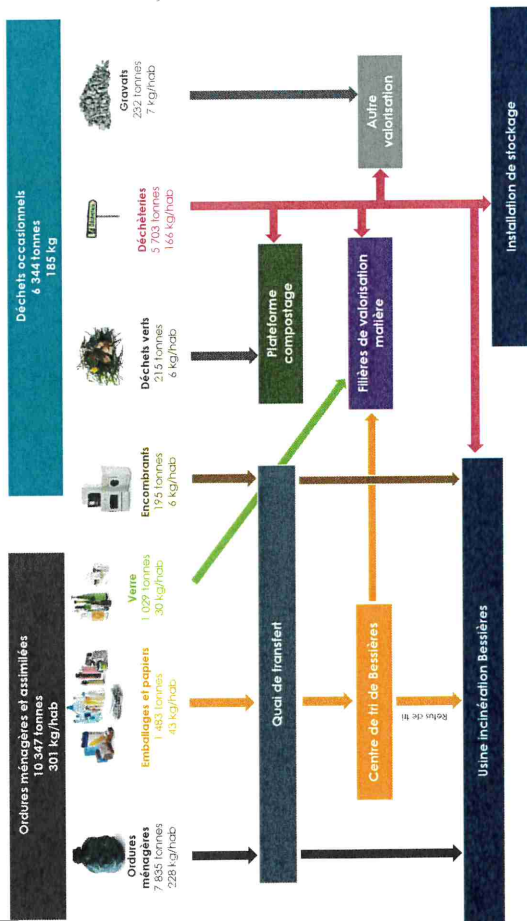 Ordures ménagères et assimilées
10 347 tonnes
301 kg/hab
Déchets occasionnels
6 344 tonnes
185 kg
Ordures
ménagères
7 835 tonnes
228 kg/hab
Emballages et papiers
1 483 tonnes
43 kg/hab
Verre
1 029 tonnes
30 kg/hab
Encombrants
195 tonnes
6 kg/hab
Déchets verts
215 tonnes
6 kg/hab
Déchèteries
5 703 tonnes
166 kg/hab
Gravats
232 tonnes
7 kg/hab
Quai de transfert
Plateforme
compostage
Centre de tri de Bessières
Filières de valorisation
matière
Autre
valorisation
Refus de tri
Usine incinération Bessières
Installation de stockage